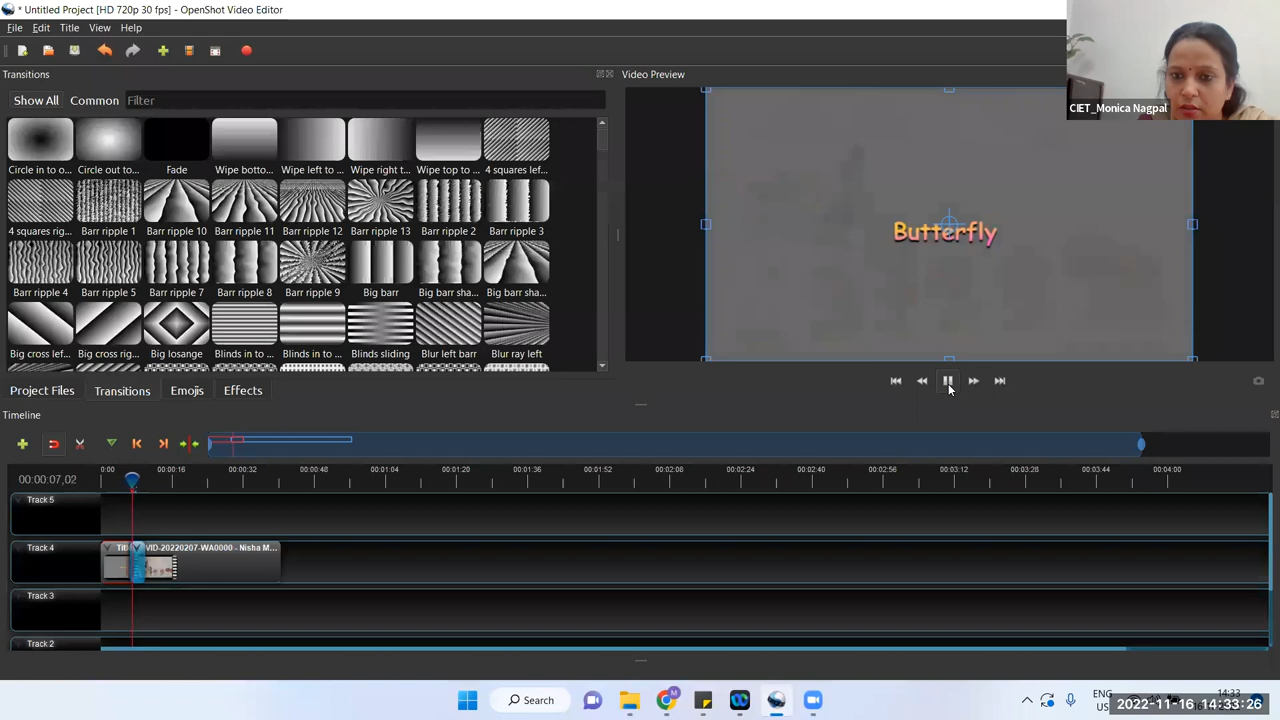 * Untitled Project [HD 720p 30 fps] - OpenShot Video Editor
File Edit Title View Help
Transitions
Video Preview
CIET_Monica Nagpal
Show All Common Filter
Circle in to o... Circle out to... Fade Wipe botto... Wipe left to ... Wipe right t... Wipe top to ... 4 squares lef...
4 squares rig... Barr ripple 1 Barr ripple 10 Barr ripple 11 Barr ripple 12 Barr ripple 13 Barr ripple 2 Barr ripple 3
Barr ripple 4 Barr ripple 5 Barr ripple 7 Barr ripple 8 Barr ripple 9 Big barr Big barr sha... Big barr sha...
Big cross lef... Big cross rig... Big losange Blinds in to ... Blinds in to ... Blinds sliding Blur left barr Blur ray left
Butterfly
Project Files Transitions Emojis Effects
Timeline
00:00:07,02
0:00 00:00:16 00:00:32 00:00:48 00:01:04 00:01:20 00:01:36 00:01:52 00:02:08 00:02:24 00:02:40 00:02:56 00:03:12 00:03:28 00:03:44 00:04:00
Track 5
Track 4
VID-20220207-WA0000 - Nisha M...
Track 3
Track 2
Search
ENG
14:33
2022-11-16 14:33:26